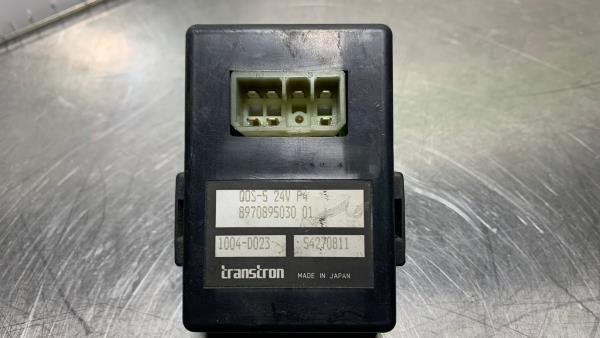 QOS-5 24V P4
8970895030 01
1004-0023 54270811
transtron MADE IN JAPAN